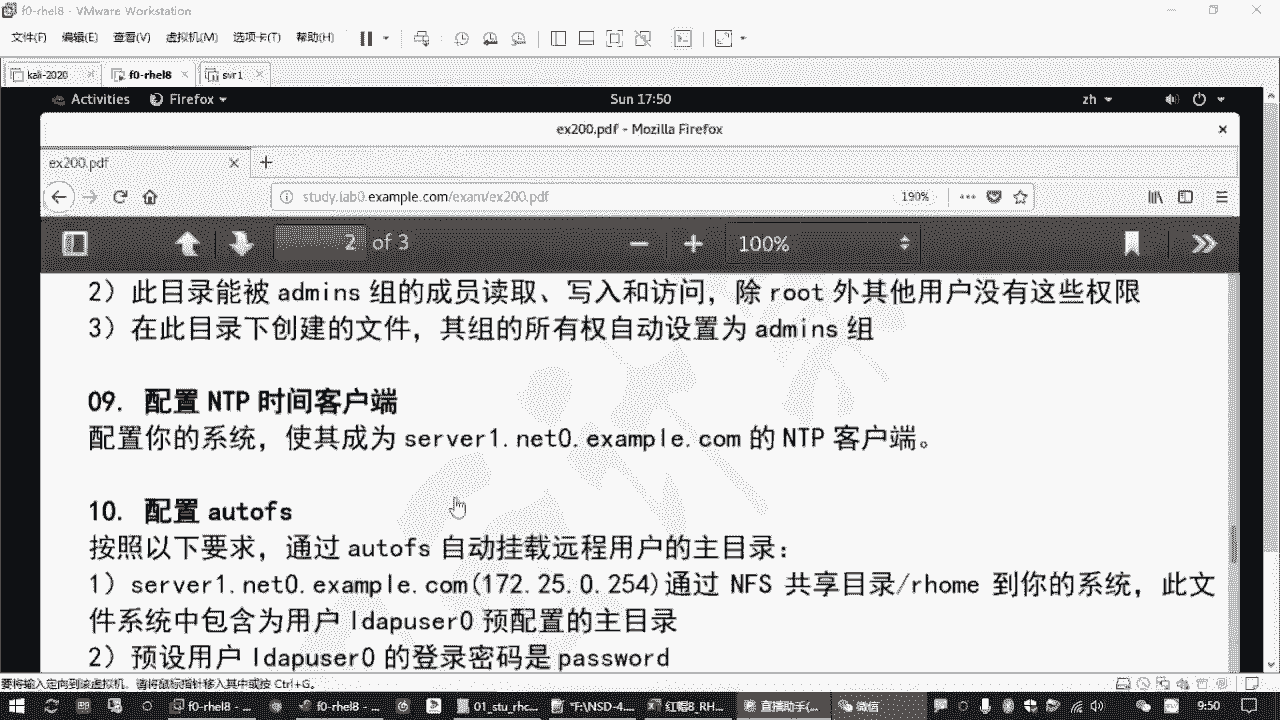 f0-rhel8 - VMware Workstation
文件(F) 编辑(E) 查看(V) 虚拟机(M) 选项卡(T) 帮助(H)
kali-2020 f0-rhel8 svr1
Activities Firefox Sun 17:50 zh
ex200.pdf - Mozilla Firefox
ex200.pdf
study.lab0.example.com/exam/ex200.pdf 190%
2 of 3 100%
2) 此目录能被 admins 组的成员读取、写入和访问，除 root 外其他用户没有这些权限
3) 在此目录下创建的文件，其组的所有权自动设置为 admins 组
09. 配置 NTP 时间客户端
配置你的系统，使其成为 server1.net0.example.com 的 NTP 客户端。
10. 配置 autofs
按照以下要求，通过 autofs 自动挂载远程用户的主目录：
1) server1.net0.example.com(172.25.0.254)通过 NFS 共享目录/rhome 到你的系统，此文
件系统中包含为用户 ldapuser0 预配置的主目录
2) 预设用户 ldapuser0 的登录密码是 password
要将输入定向到该虚拟机，请将鼠标指针移入其中或按 Ctrl+G。
f0-rhel8 - ... f0-rhel8 - ... 01_stu_rhc... "F:\NSD-4... 红帽8_RH... 直播助手(... 微信 9:50